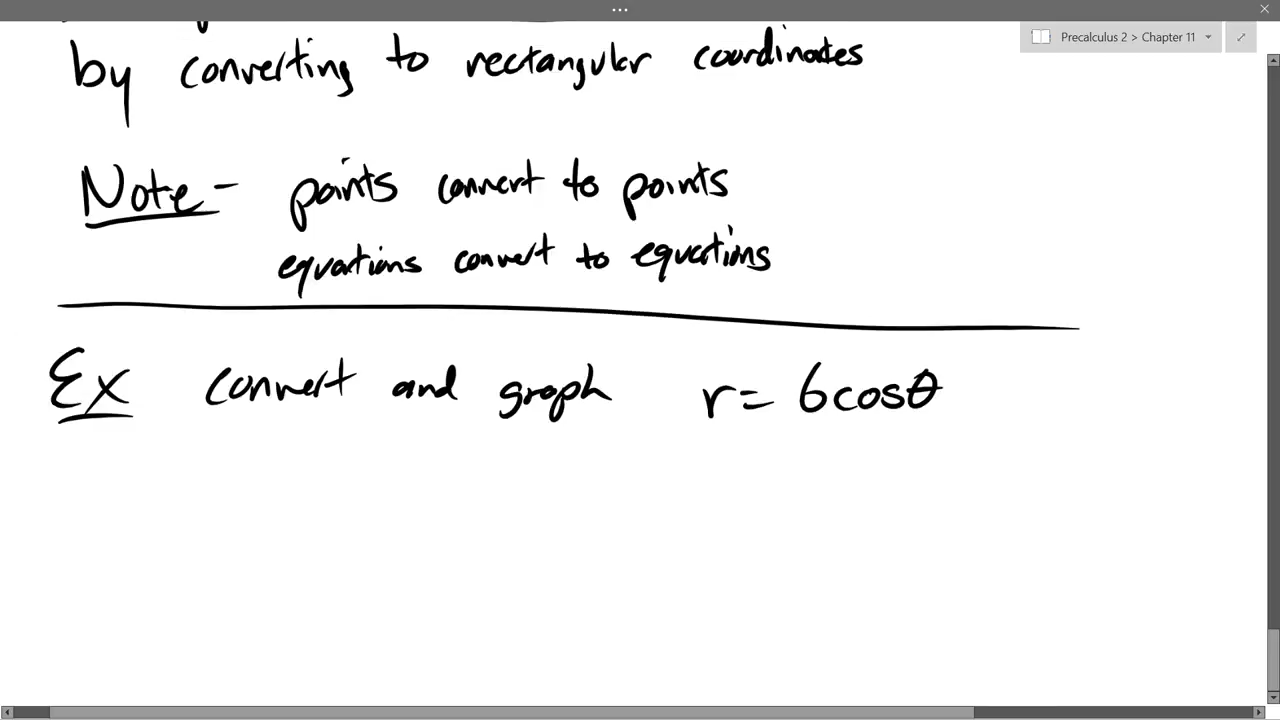 Precalculus 2 > Chapter 11
by converting to rectangular coordinates
Note- points convert to points
equations convert to equations
Ex convert and graph r= 6cosθ